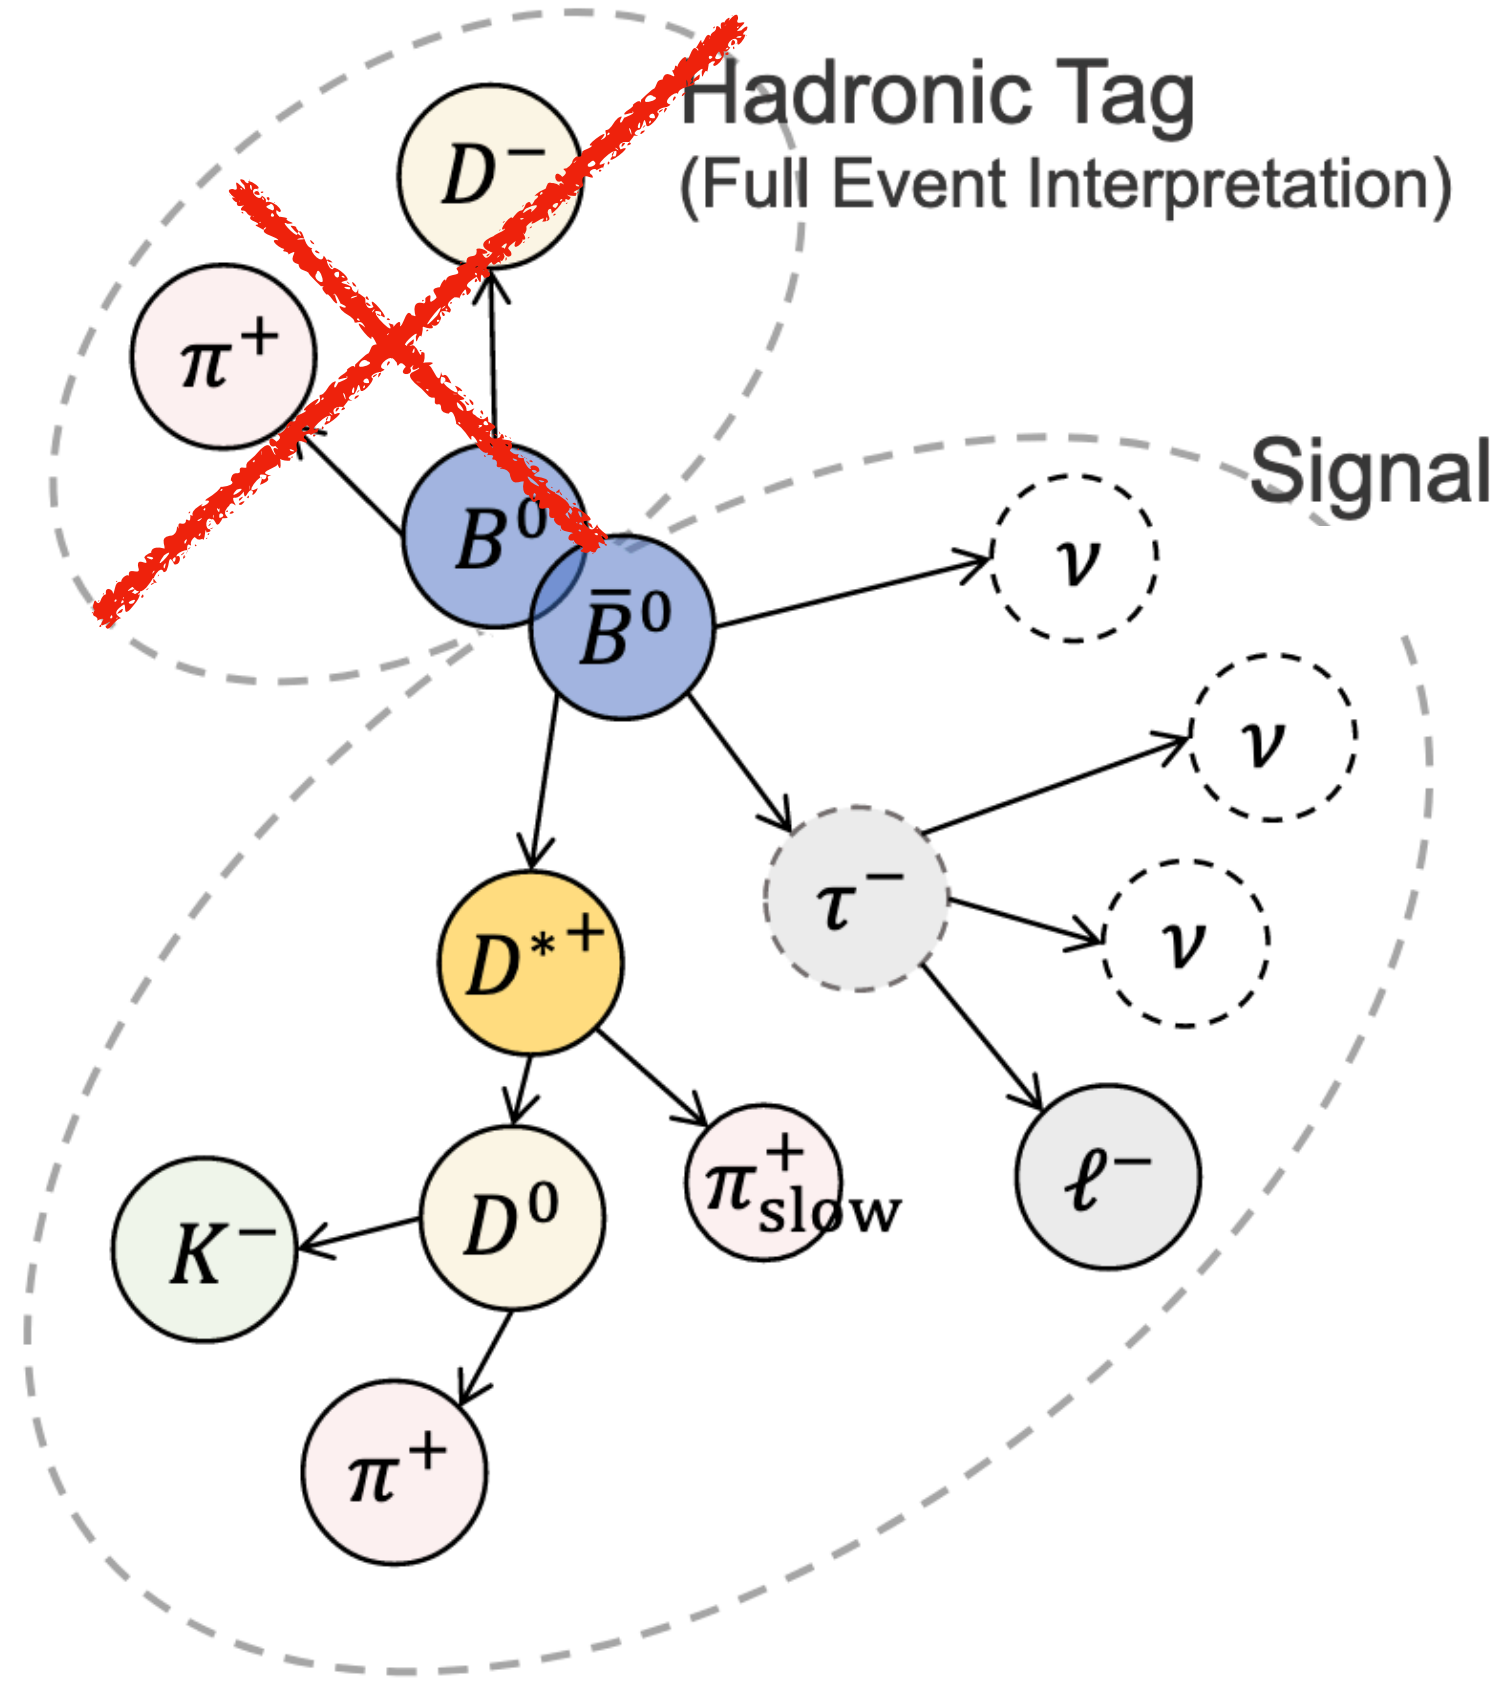 Hadronic Tag
(Full Event Interpretation)
D⁻
π⁺
B⁰
B̅⁰
Signal
ν
ν
τ⁻
ν
D*⁺
π⁺slow
ℓ⁻
D⁰
K⁻
π⁺